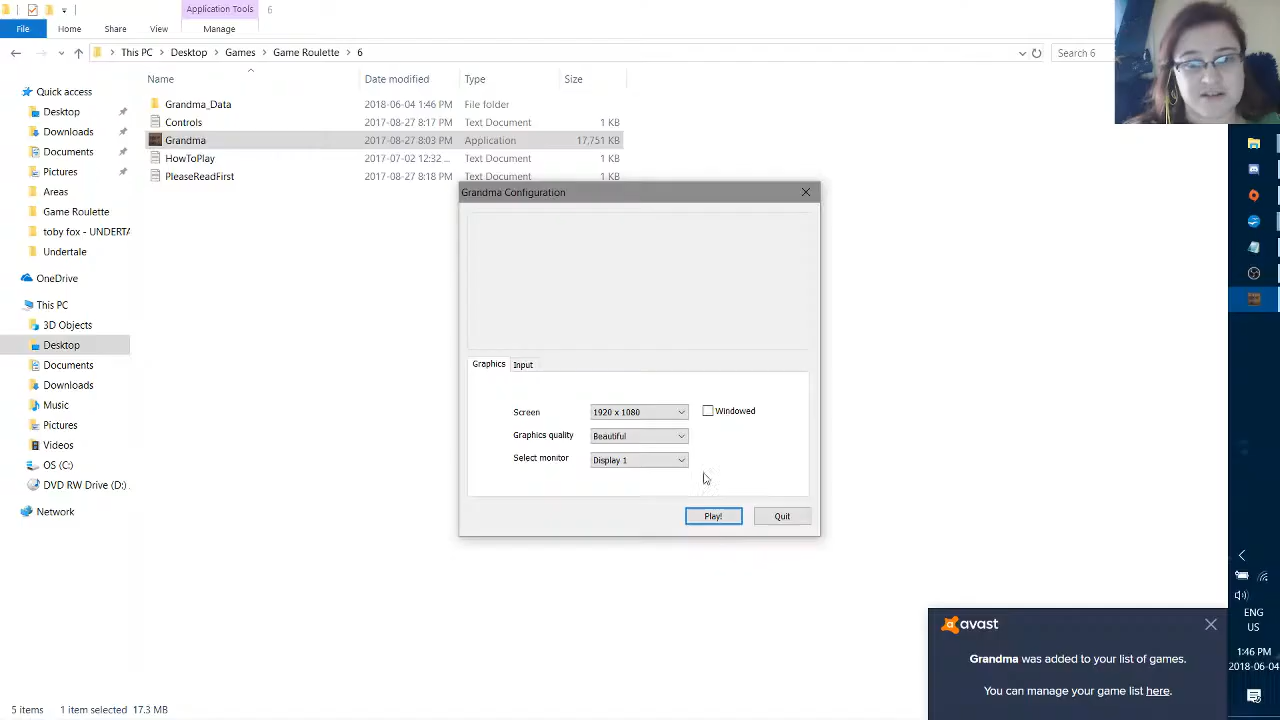 Application Tools
6
File
Home
Share
View
Manage
This PC
Desktop
Games
Game Roulette
6
Search 6
Name
Date modified
Type
Size
Grandma_Data
2018-06-04 1:46 PM
File folder
Controls
2017-08-27 8:17 PM
Text Document
1 KB
Grandma
2017-08-27 8:03 PM
Application
17,751 KB
HowToPlay
2017-07-02 12:32 ...
Text Document
1 KB
PleaseReadFirst
2017-08-27 8:18 PM
Text Document
1 KB
Quick access
Desktop
Downloads
Documents
Pictures
Areas
Game Roulette
toby fox - UNDERTA
Undertale
OneDrive
This PC
3D Objects
Desktop
Documents
Downloads
Music
Pictures
Videos
OS (C:)
DVD RW Drive (D:)
Network
Grandma Configuration
Graphics
Input
Screen
1920 x 1080
Windowed
Graphics quality
Beautiful
Select monitor
Display 1
Play!
Quit
avast
Grandma was added to your list of games.
You can manage your game list here.
ENG
US
1:46 PM
2018-06-04
5 items
1 item selected 17.3 MB